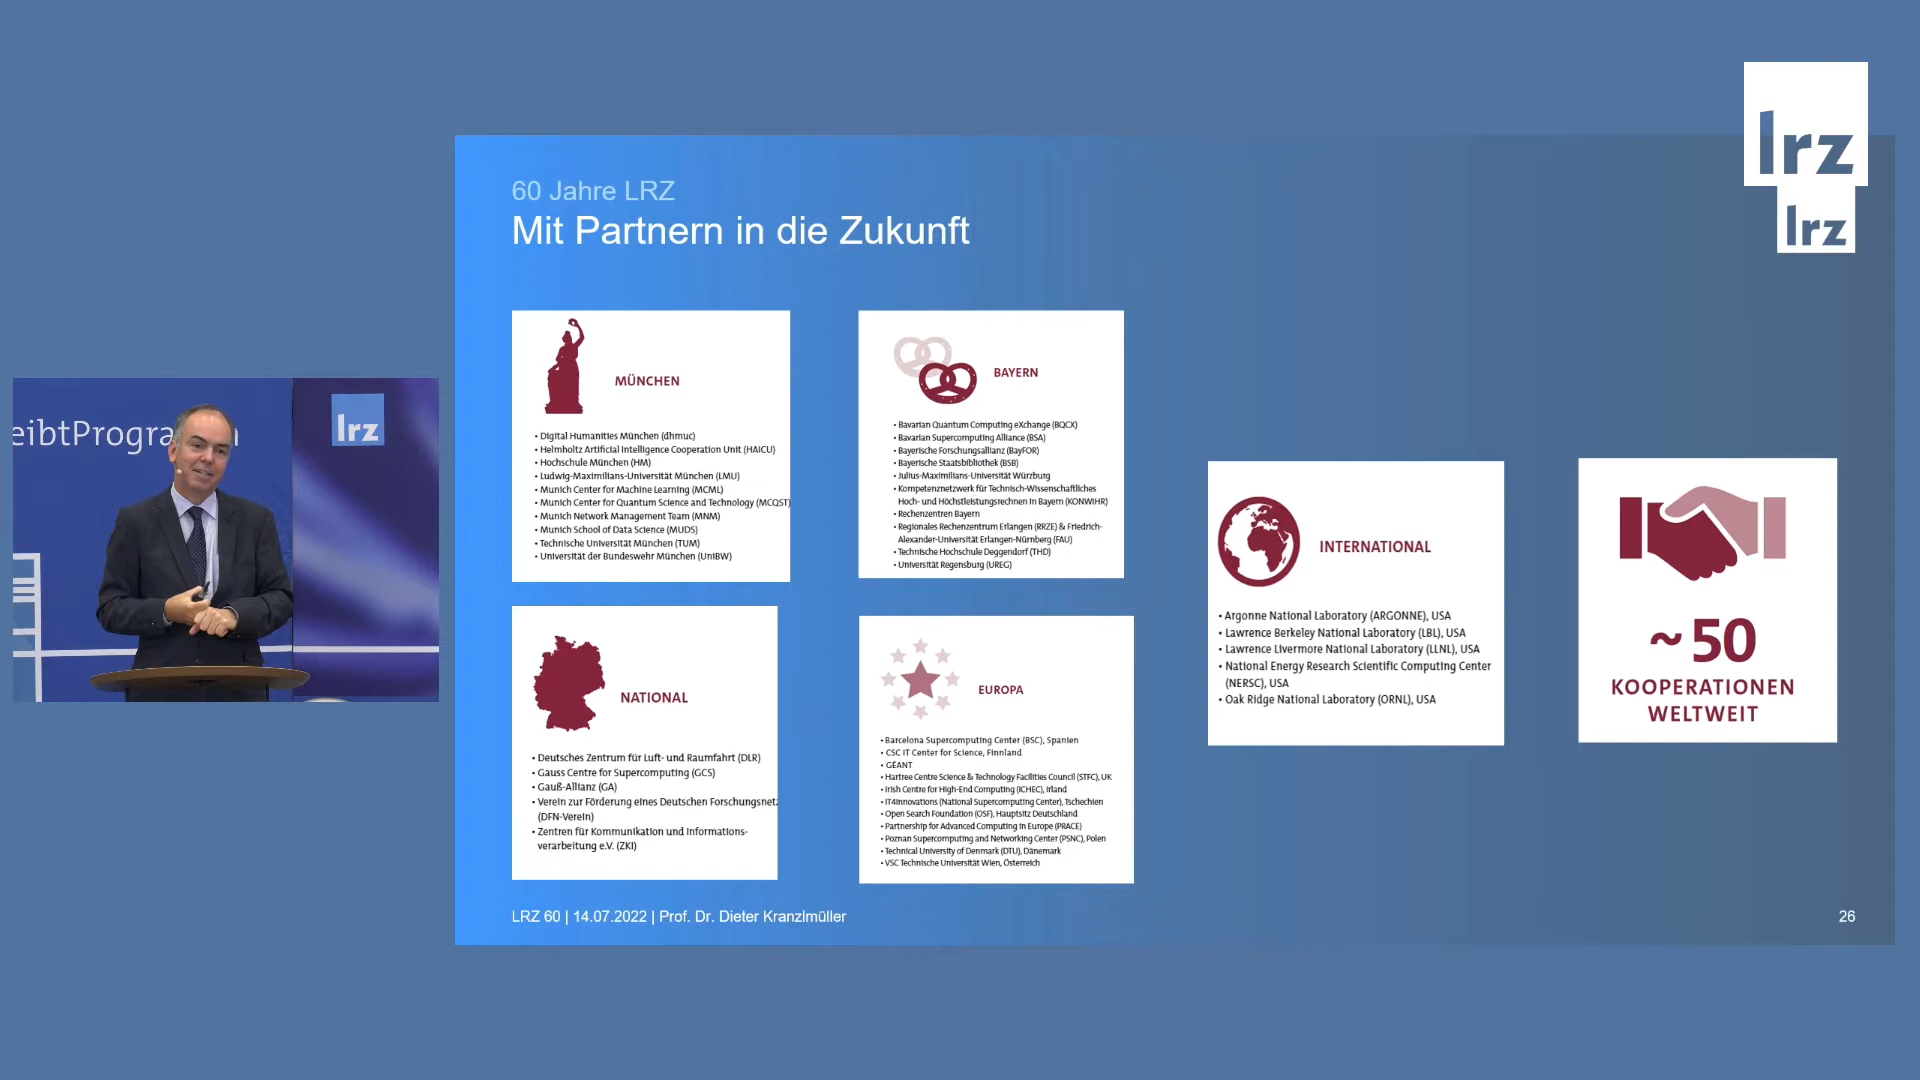 lrz
lrz
60 Jahre LRZ
Mit Partnern in die Zukunft
MÜNCHEN
• Digital Humanities München (dhmuc)
• Helmholtz Artificial Intelligence Cooperation Unit (HAICU)
• Hochschule München (HM)
• Ludwig-Maximilians-Universität München (LMU)
• Munich Center for Machine Learning (MCML)
• Munich Center for Quantum Science and Technology (MCQST)
• Munich Network Management Team (MNM)
• Munich School of Data Science (MUDS)
• Technische Universität München (TUM)
• Universität der Bundeswehr München (UniBW)
BAYERN
• Bavarian Quantum Computing eXchange (BQCX)
• Bavarian Supercomputing Alliance (BSA)
• Bayerische Forschungsallianz (BayFOR)
• Bayerische Staatsbibliothek (BSB)
• Julius-Maximilians-Universität Würzburg
• Kompetenznetzwerk für Technisch-Wissenschaftliches
Hoch- und Höchstleistungsrechnen in Bayern (KONWIHR)
• Rechenzentren Bayern
• Regionales Rechenzentrum Erlangen (RRZE) & Friedrich-
Alexander-Universität Erlangen-Nürnberg (FAU)
• Technische Hochschule Deggendorf (THD)
• Universität Regensburg (UREG)
NATIONAL
• Deutsches Zentrum für Luft- und Raumfahrt (DLR)
• Gauss Centre for Supercomputing (GCS)
• Gauß-Allianz (GA)
• Verein zur Förderung eines Deutschen Forschungsnetz
(DFN-Verein)
• Zentren für Kommunikation und Informations-
verarbeitung e.V. (ZKI)
EUROPA
• Barcelona Supercomputing Center (BSC), Spanien
• CSC IT Center for Science, Finnland
• GÉANT
• Hartree Centre Science & Technology Facilities Council (STFC), UK
• Irish Centre for High-End Computing (ICHEC), Irland
• IT4Innovations (National Supercomputing Center), Tschechien
• Open Search Foundation (OSF), Hauptsitz Deutschland
• Partnership for Advanced Computing in Europe (PRACE)
• Poznan Supercomputing and Networking Center (PSNC), Polen
• Technical University of Denmark (DTU), Dänemark
• VSC Technische Universität Wien, Österreich
INTERNATIONAL
• Argonne National Laboratory (ARGONNE), USA
• Lawrence Berkeley National Laboratory (LBL), USA
• Lawrence Livermore National Laboratory (LLNL), USA
• National Energy Research Scientific Computing Center
(NERSC), USA
• Oak Ridge National Laboratory (ORNL), USA
~50
KOOPERATIONEN
WELTWEIT
eibtProgra m
lrz
LRZ 60 | 14.07.2022 | Prof. Dr. Dieter Kranzlmüller
26